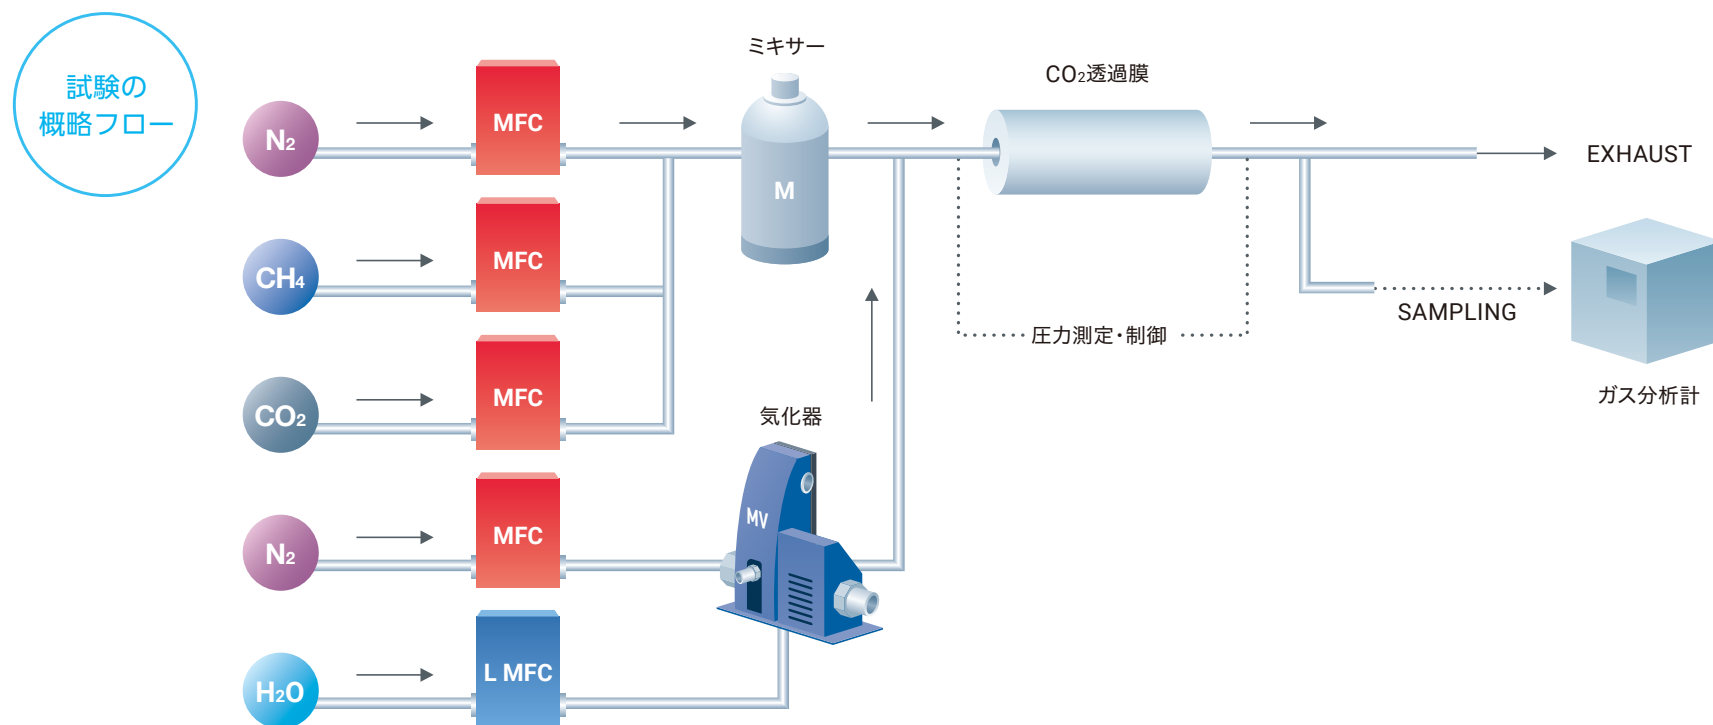 試験の
概略フロー
ミキサー
CO₂透過膜
N₂
MFC
M
EXHAUST
CH₄
MFC
SAMPLING
圧力測定・制御
ガス分析計
CO₂
MFC
気化器
N₂
MFC
MV
H₂O
L MFC